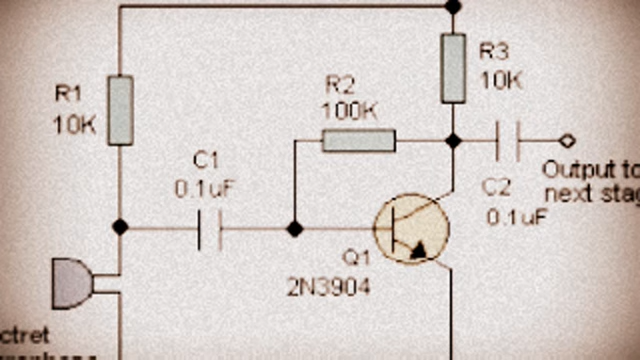 R1
10K
C1
0.1uF
R2
100K
R3
10K
C2
0.1uF
Output to
next stag
Q1
2N3904
ctret